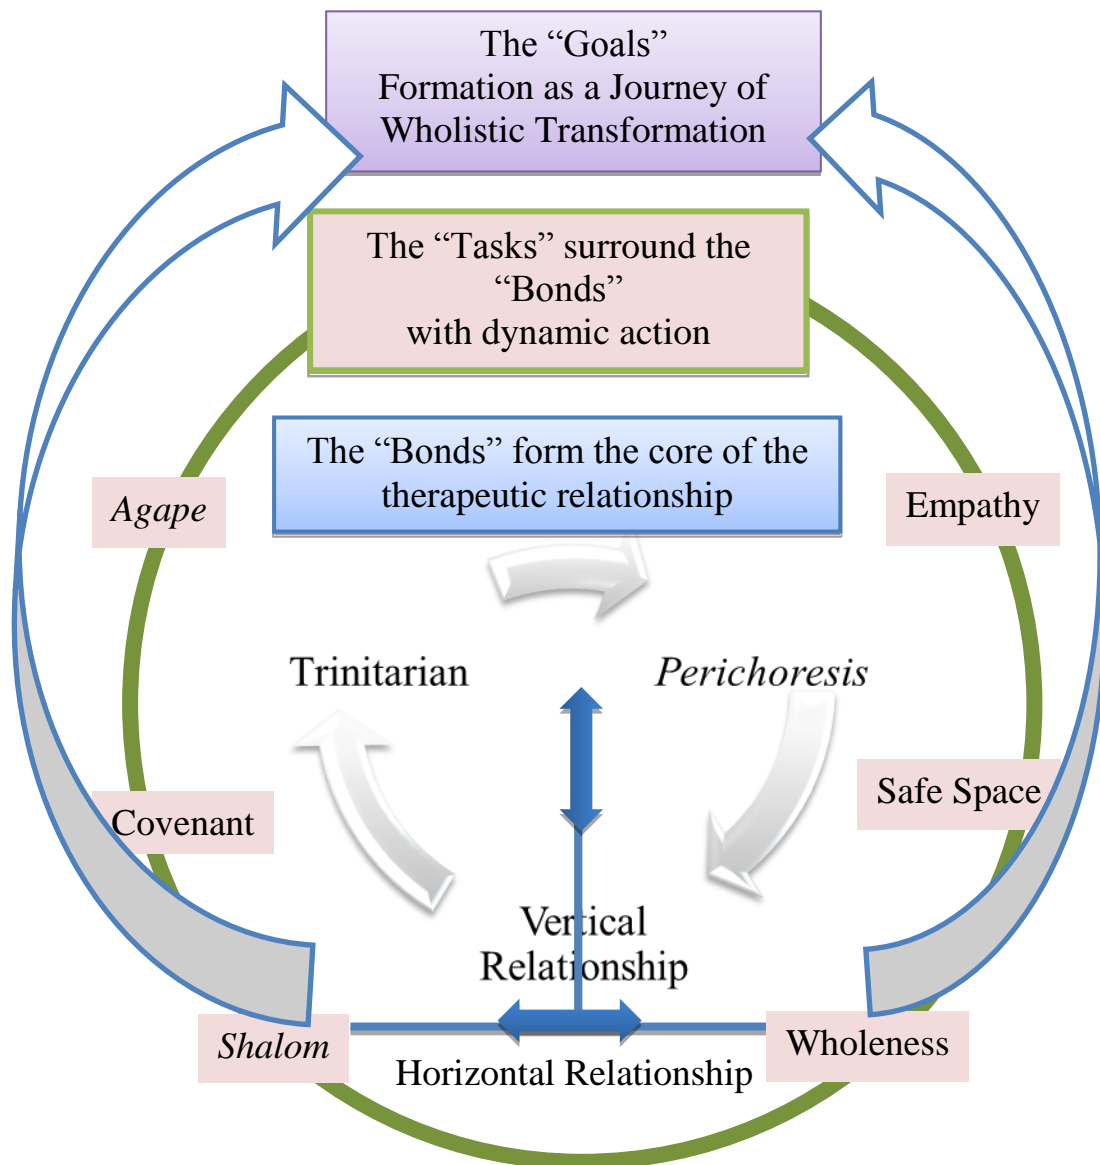 The “Goals”
Formation as a Journey of
Wholistic Transformation
The “Tasks” surround the
“Bonds”
with dynamic action
The “Bonds” form the core of the
therapeutic relationship
Agape
Empathy
Trinitarian
Perichoresis
Covenant
Safe Space
Vertical
Relationship
Shalom
Wholeness
Horizontal Relationship